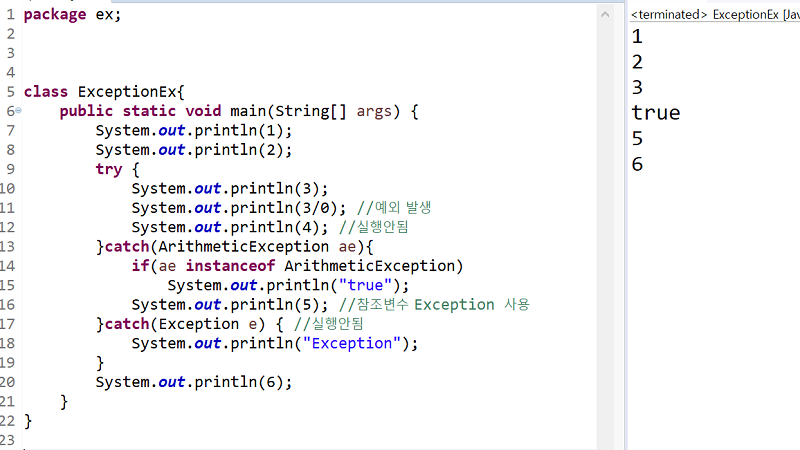 1 package ex;
2
3
4
5 class ExceptionEx{
6 public static void main(String[] args) {
7 System.out.println(1);
8 System.out.println(2);
9 try {
10 System.out.println(3);
11 System.out.println(3/0); //예외 발생
12 System.out.println(4); //실행안됨
13 }catch(ArithmeticException ae){
14 if(ae instanceof ArithmeticException)
15 System.out.println("true");
16 System.out.println(5); //참조변수 Exception 사용
17 }catch(Exception e) { //실행안됨
18 System.out.println("Exception");
19 }
20 System.out.println(6);
21 }
22 }
23
<terminated> ExceptionEx [Jav
1
2
3
true
5
6